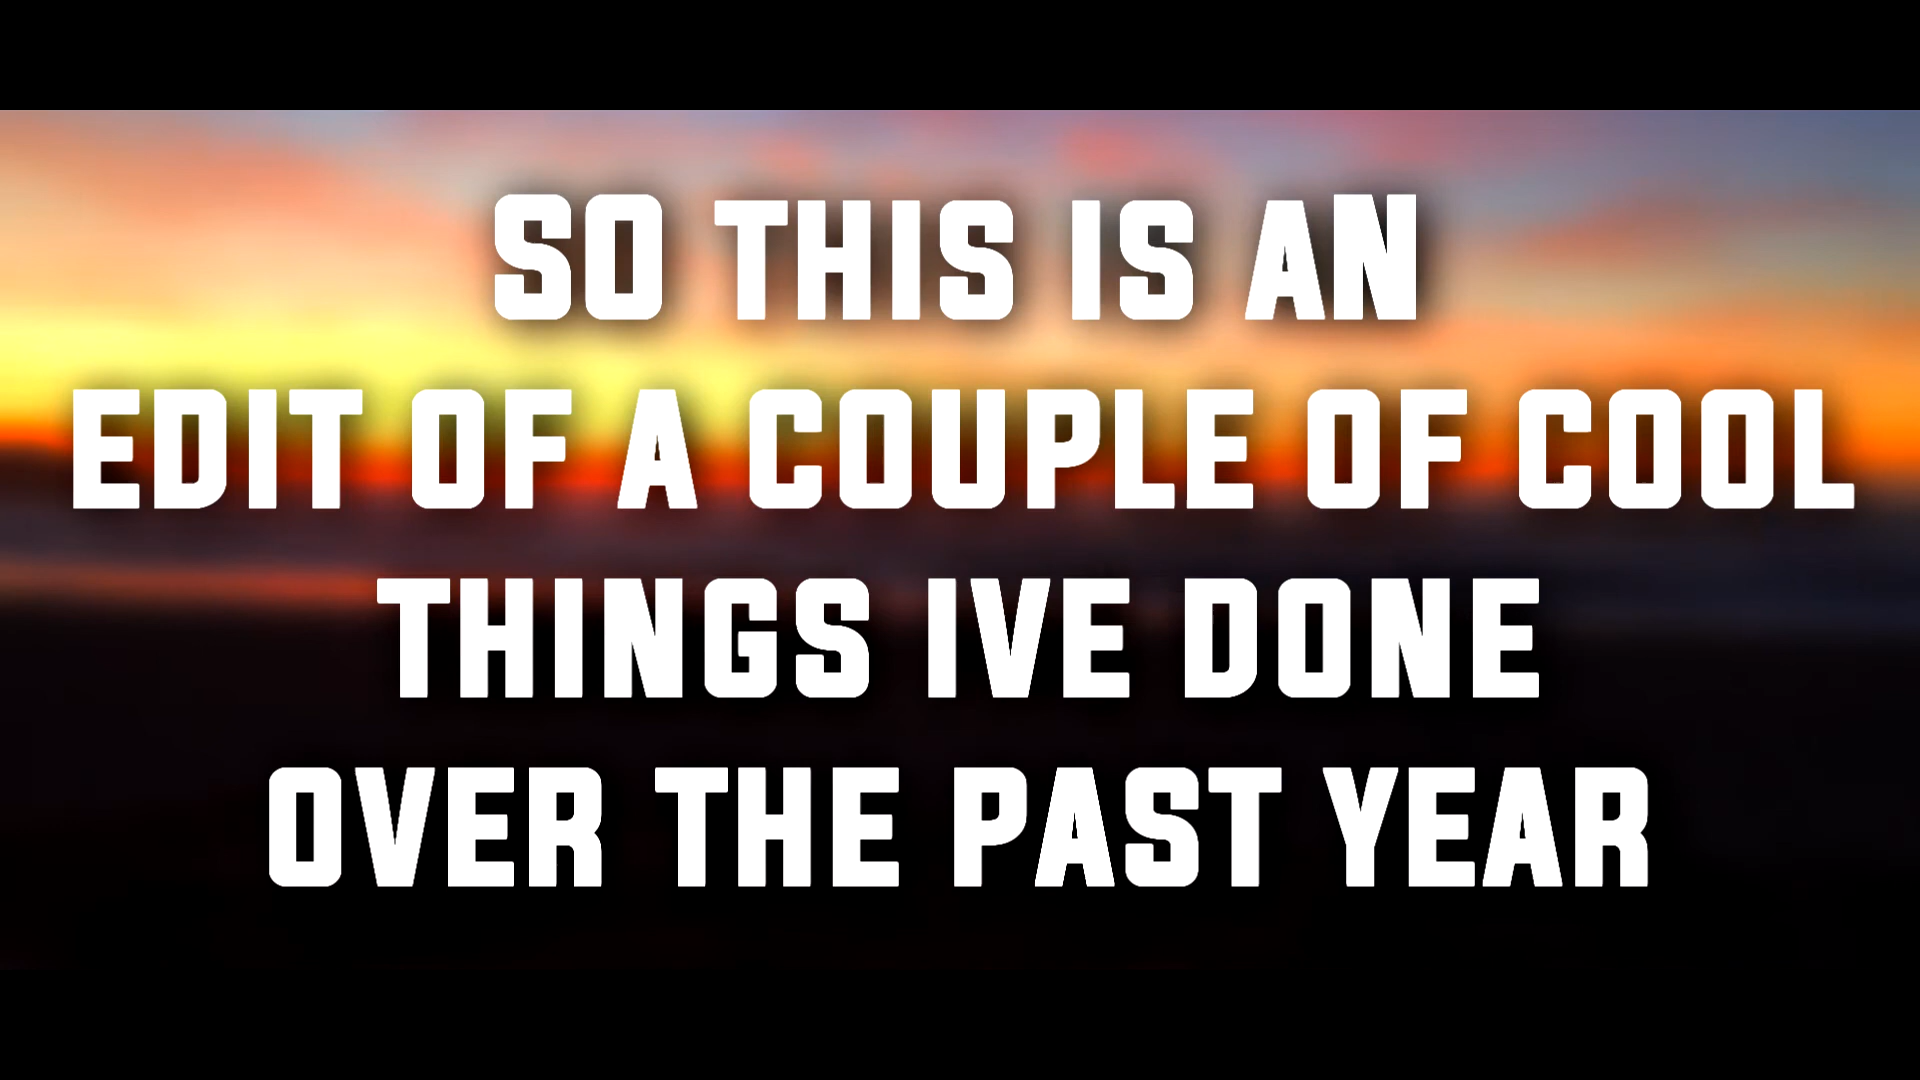 SO THIS IS AN
EDIT OF A COUPLE OF COOL
THINGS IVE DONE
OVER THE PAST YEAR